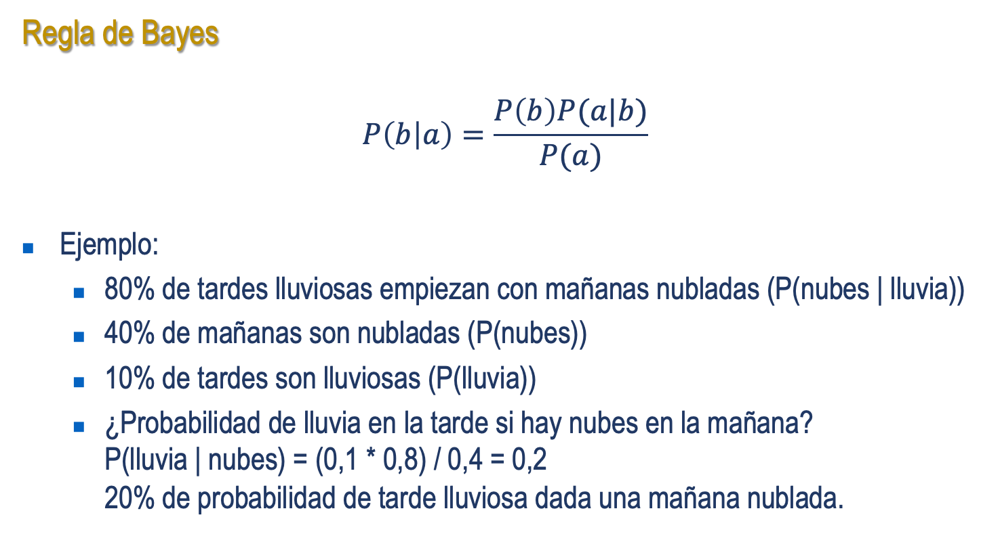 Regla de Bayes
P(b|a) = P(b)P(a|b) / P(a)
Ejemplo:
80% de tardes lluviosas empiezan con mañanas nubladas (P(nubes | lluvia))
40% de mañanas son nubladas (P(nubes))
10% de tardes son lluviosas (P(lluvia))
¿Probabilidad de lluvia en la tarde si hay nubes en la mañana?
P(lluvia | nubes) = (0,1 * 0,8) / 0,4 = 0,2
20% de probabilidad de tarde lluviosa dada una mañana nublada.